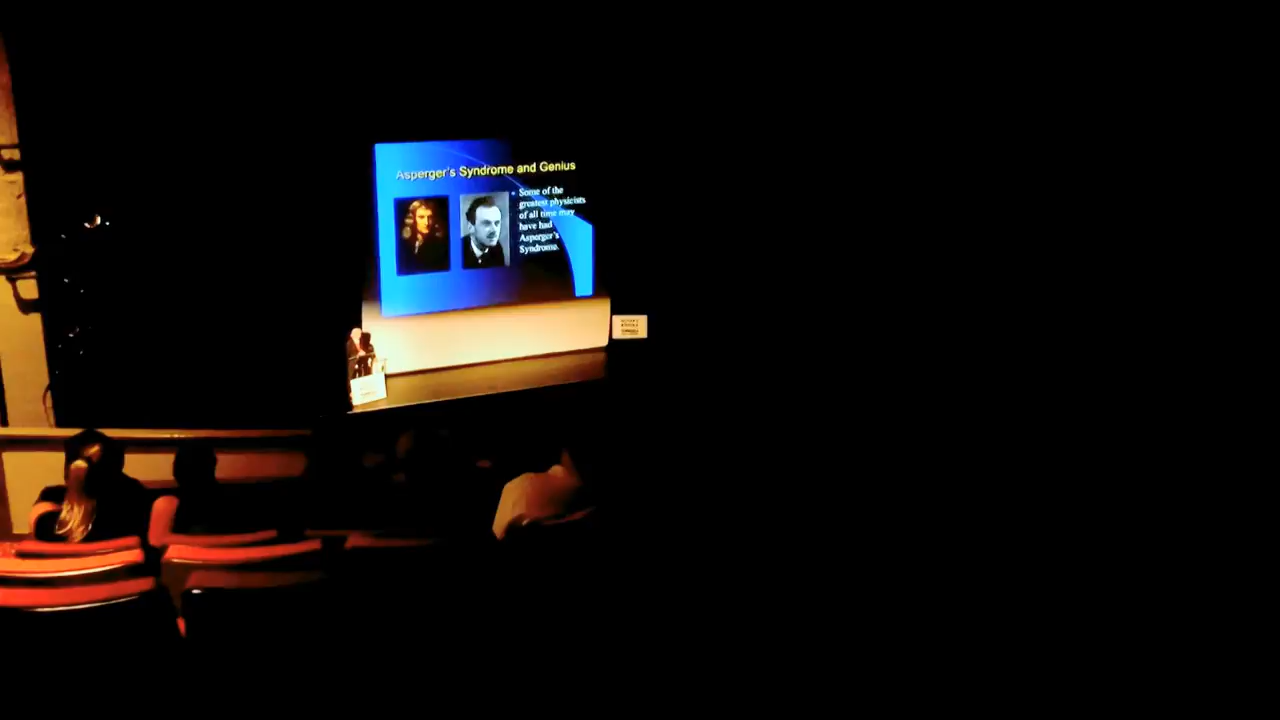 Asperger's Syndrome and Genius
Some of the
greatest physicists
of all time may
have had
Asperger's
Syndrome.